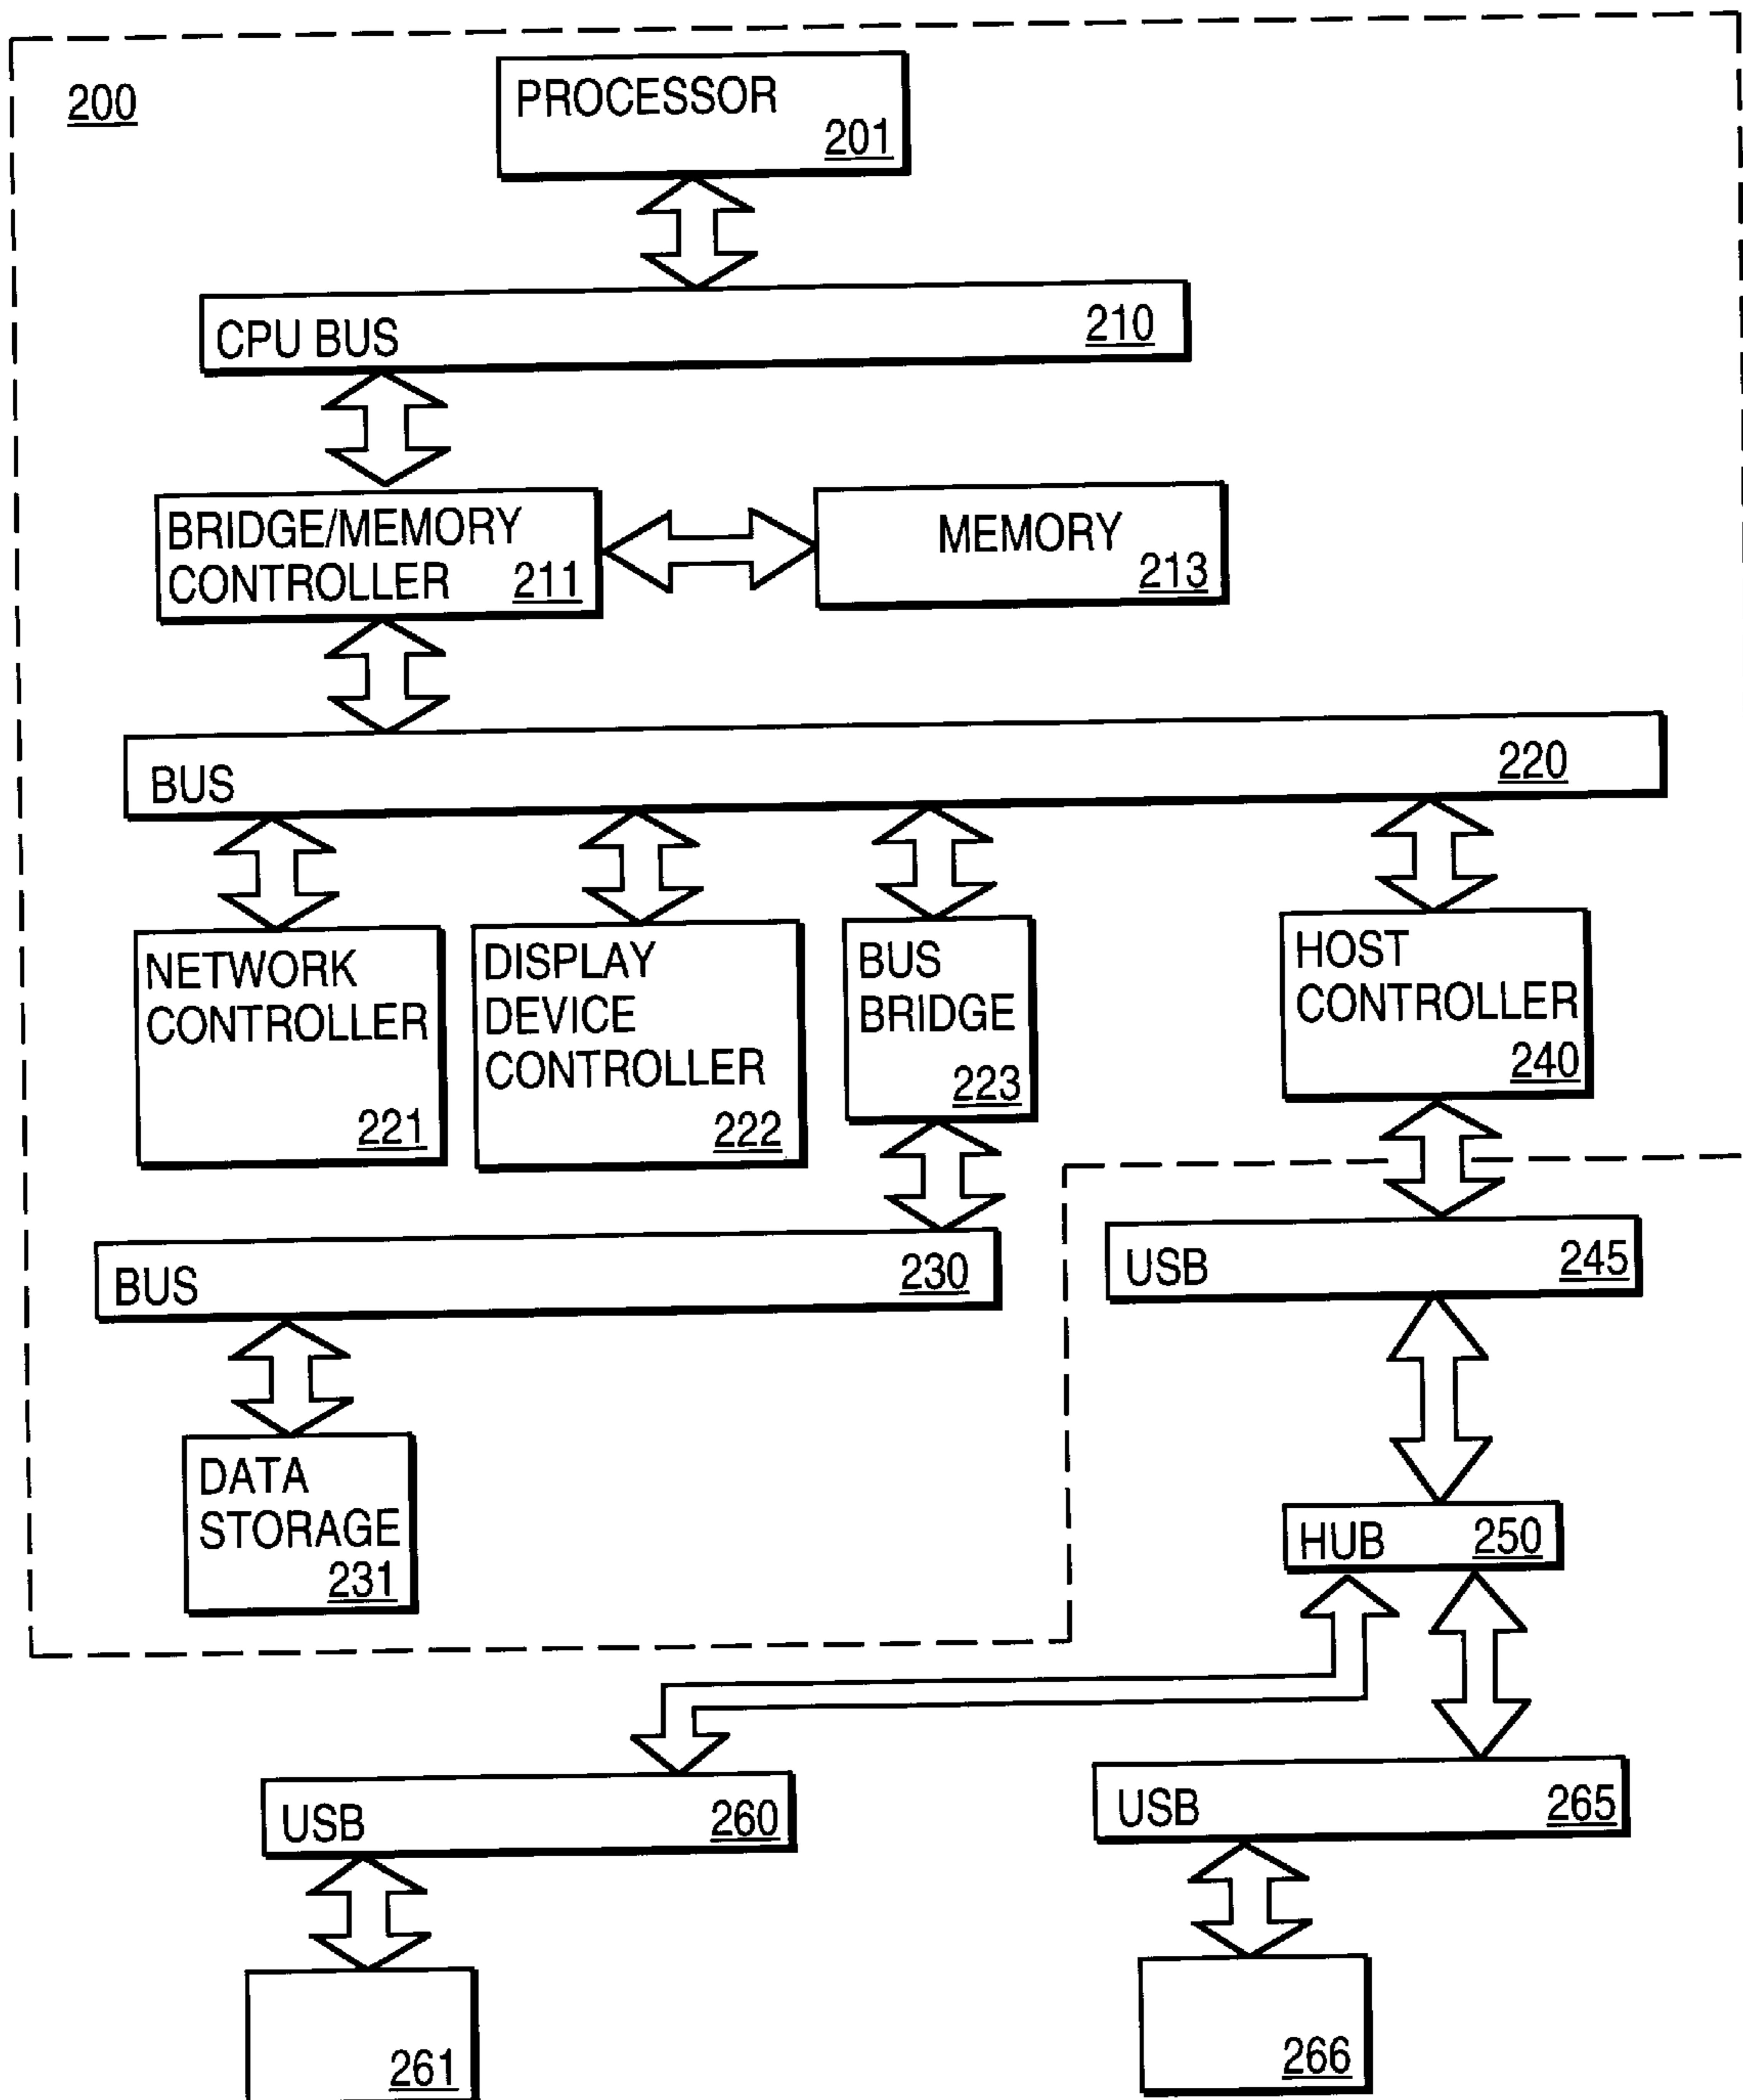 200
PROCESSOR
201
CPU BUS
210
BRIDGE/MEMORY
CONTROLLER
211
MEMORY
213
BUS
220
NETWORK
CONTROLLER
221
DISPLAY
DEVICE
CONTROLLER
222
BUS
BRIDGE
223
HOST
CONTROLLER
240
BUS
230
USB
245
DATA
STORAGE
231
HUB
250
USB
260
USB
265
261
266